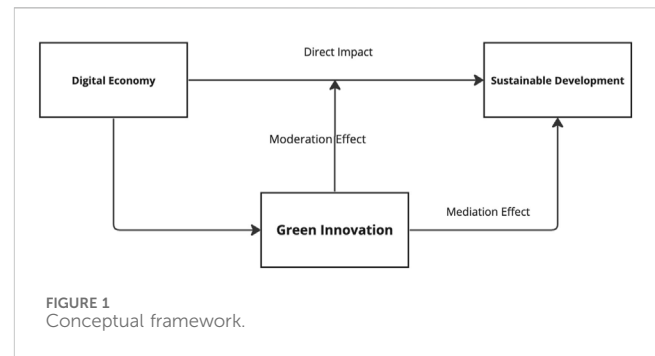 Direct Impact
Digital Economy
Sustainable Development
Moderation Effect
Mediation Effect
Green Innovation
FIGURE 1
Conceptual framework.